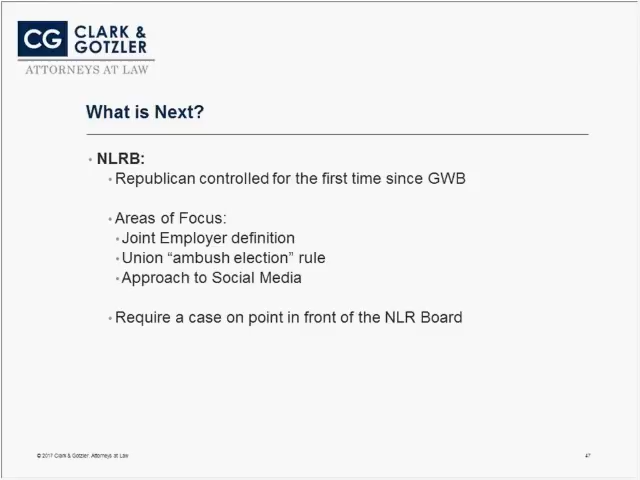 CG CLARK &
GOTZLER
ATTORNEYS AT LAW
What is Next?
• NLRB:
• Republican controlled for the first time since GWB
• Areas of Focus:
• Joint Employer definition
• Union “ambush election” rule
• Approach to Social Media
• Require a case on point in front of the NLR Board
© 2017 Clark & Gotzler. Attorneys at Law
47